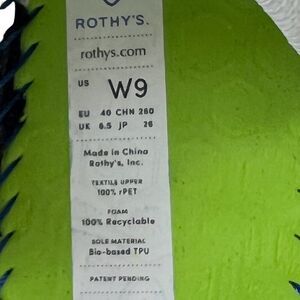 ROTHY'S.
rothys.com
US W9
EU 40 CHN 260
UK 6.5 JP 26
Made in China
Rothy's, Inc.
TEXTILE UPPER
100% rPET
FOAM
100% Recyclable
SOLE MATERIAL
Bio-based TPU
PATENT PENDING